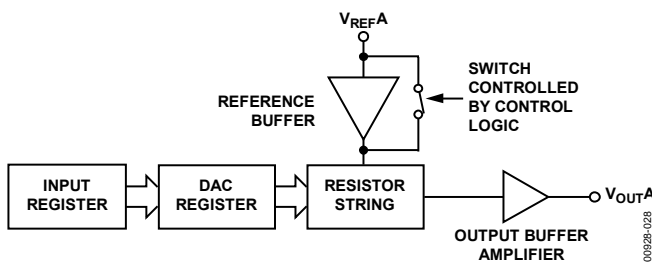 VREFA
REFERENCE
BUFFER
SWITCH
CONTROLLED
BY CONTROL
LOGIC
INPUT
REGISTER
DAC
REGISTER
RESISTOR
STRING
VOUTA
OUTPUT BUFFER
AMPLIFIER
00928-028